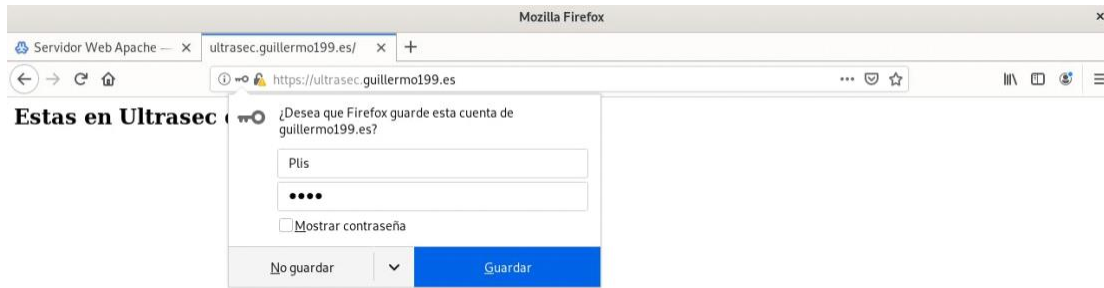 Mozilla Firefox
Servidor Web Apache —
ultrasec.guillermo199.es/
https://ultrasec.guillermo199.es
Estas en Ultrasec
¿Desea que Firefox guarde esta cuenta de
guillermo199.es?
Plis
••••
Mostrar contraseña
No guardar
Guardar